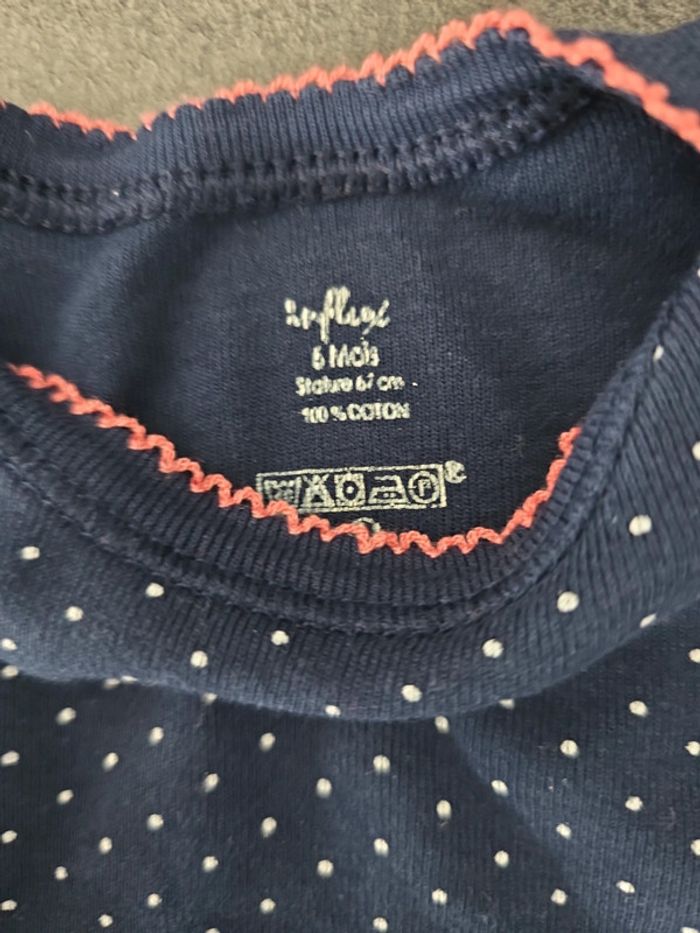 6 Mois
Stature 67 cm
100 % COTON